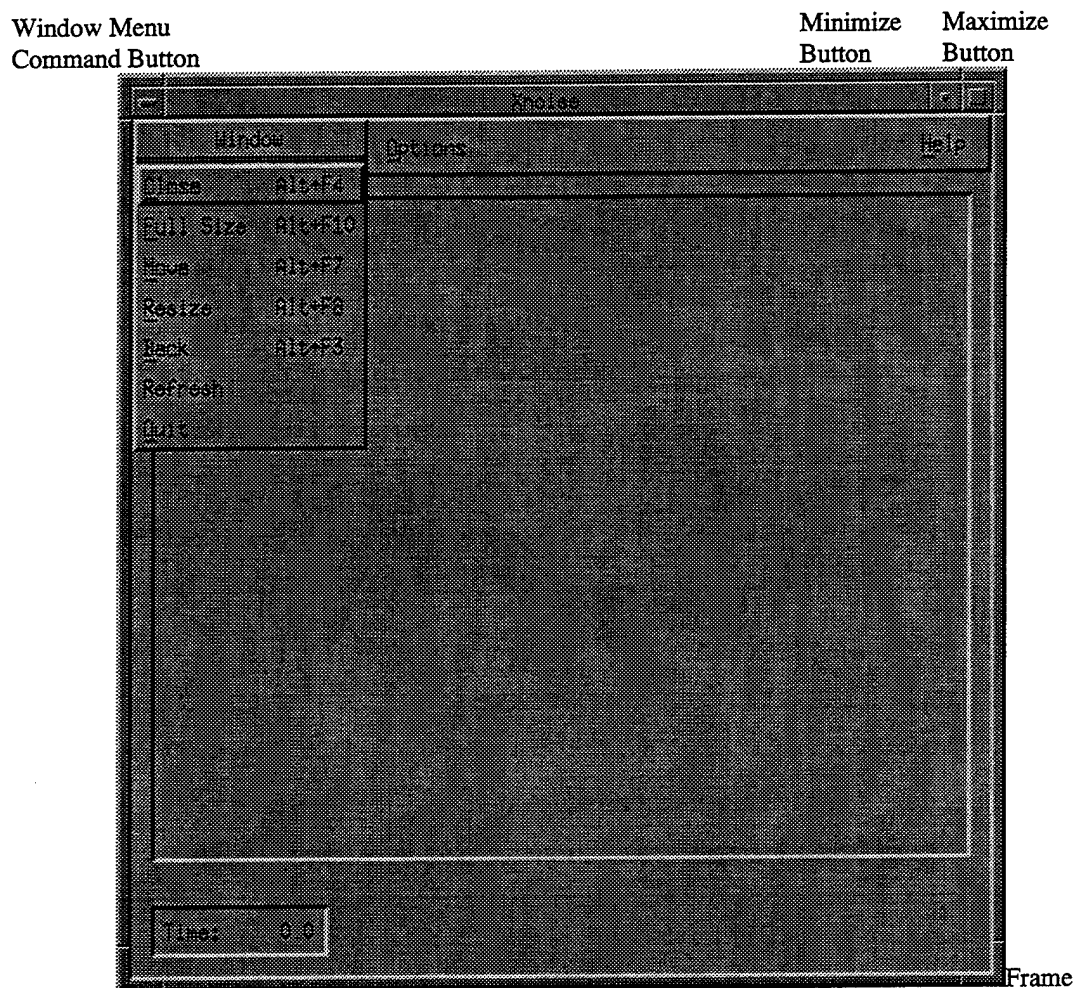 Window Menu
Command Button
Minimize
Button
Maximize
Button
Xnoise
Window
Options
Help
Close Alt+F4
Full Size Alt+F10
Move Alt+F7
Resize Alt+F8
Back Alt+F3
Refresh
Quit
Time: 0.0
Frame